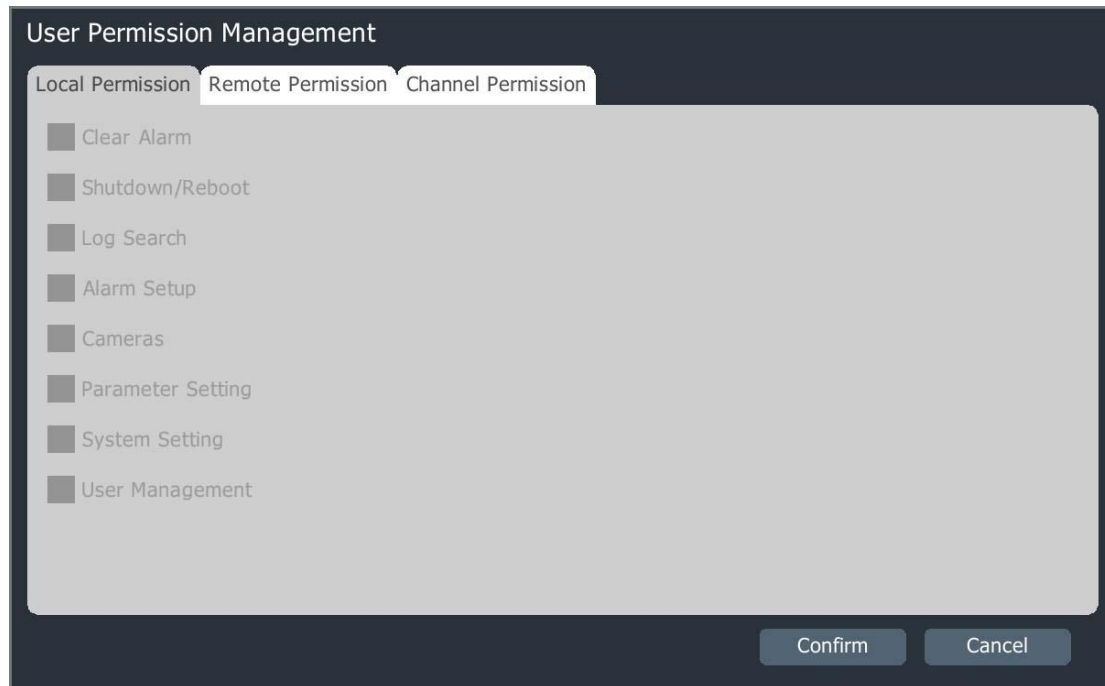 User Permission Management
Local Permission Remote Permission Channel Permission
Clear Alarm
Shutdown/Reboot
Log Search
Alarm Setup
Cameras
Parameter Setting
System Setting
User Management
Confirm Cancel